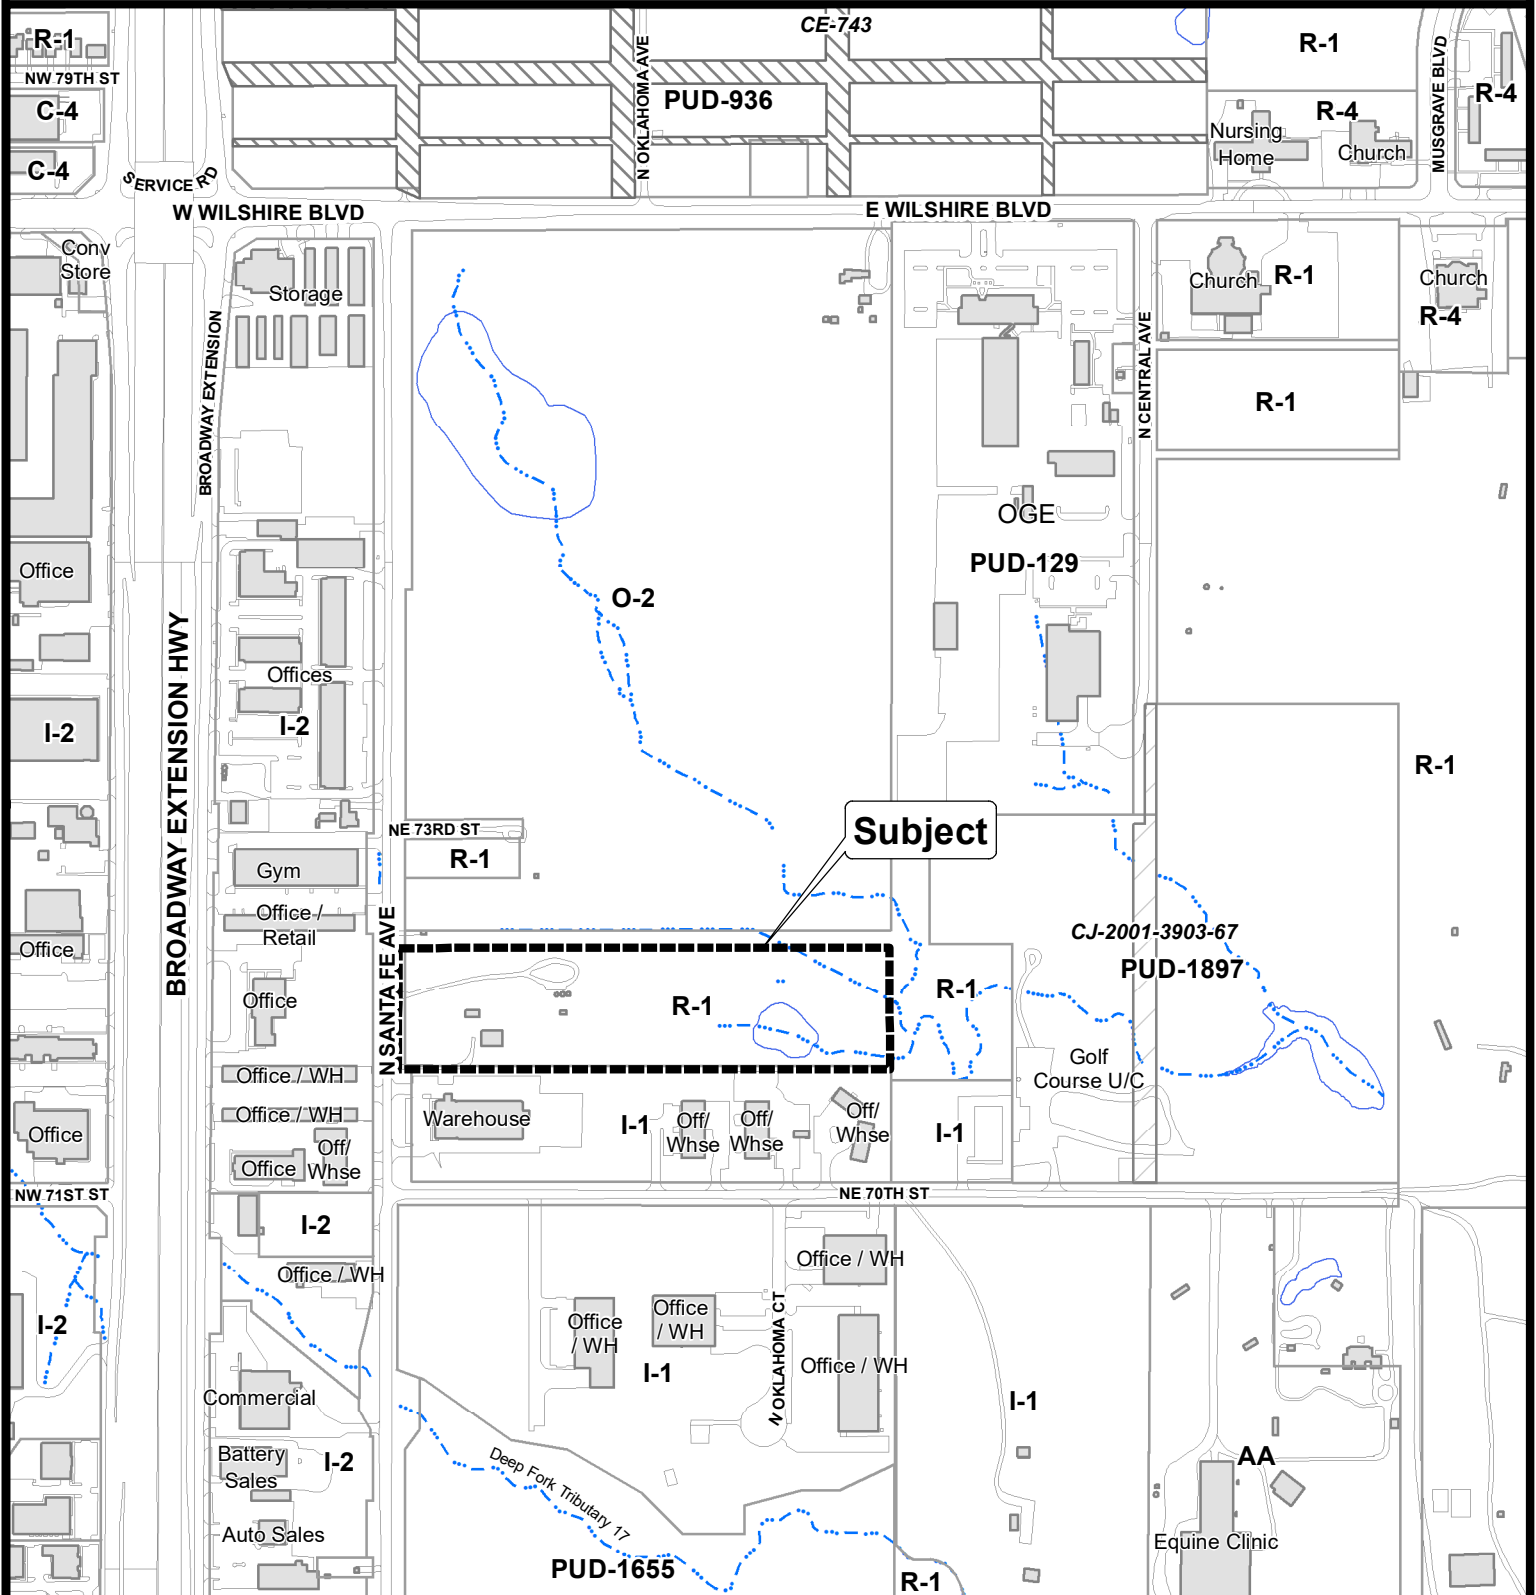 CE-743
R-1
NW 79TH ST
C-4
C-4
SERVICE RD
N OKLAHOMA AVE
PUD-936
R-1
R-4
Nursing
Home
Church
MUSGRAVE BLVD
R-4
W WILSHIRE BLVD
E WILSHIRE BLVD
Conv
Store
Storage
BROADWAY EXTENSION
Church
R-1
Church
R-4
N CENTRAL AVE
R-1
OGE
PUD-129
Office
O-2
Offices
I-2
I-2
BROADWAY EXTENSION HWY
R-1
NE 73RD ST
R-1
Subject
Gym
Office /
Retail
Office
N SANTA FE AVE
CJ-2001-3903-67
PUD-1897
Office
R-1
R-1
Golf
Course U/C
Office / WH
Office / WH
Office
Office
Off/
Whse
Warehouse
I-1
Off/
Whse
Off/
Whse
Off/
Whse
I-1
NW 71ST ST
NE 70TH ST
I-2
Office / WH
Office / WH
I-2
Office
/ WH
Office
/ WH
N OKLAHOMA CT
Office / WH
I-1
Commercial
I-1
Battery
Sales
I-2
Deep Fork Tributary 17
AA
Auto Sales
Equine Clinic
PUD-1655
R-1